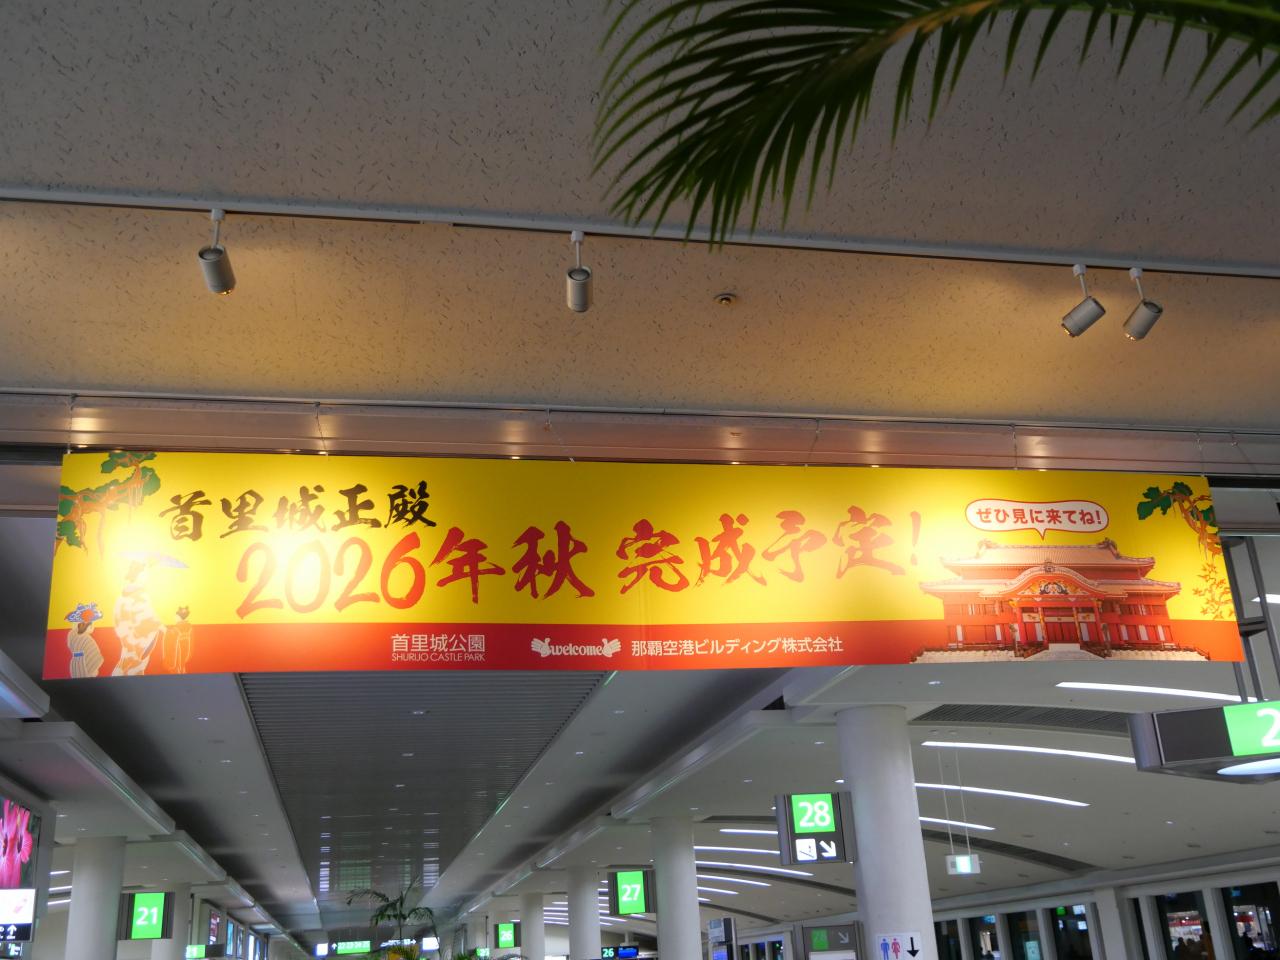 首里城正殿
2026年秋 完成予定!
ぜひ見に来てね!
首里城公園
SHURIJO CASTLE PARK
welcome
那覇空港ビルディング株式会社
28
27
21
26
26